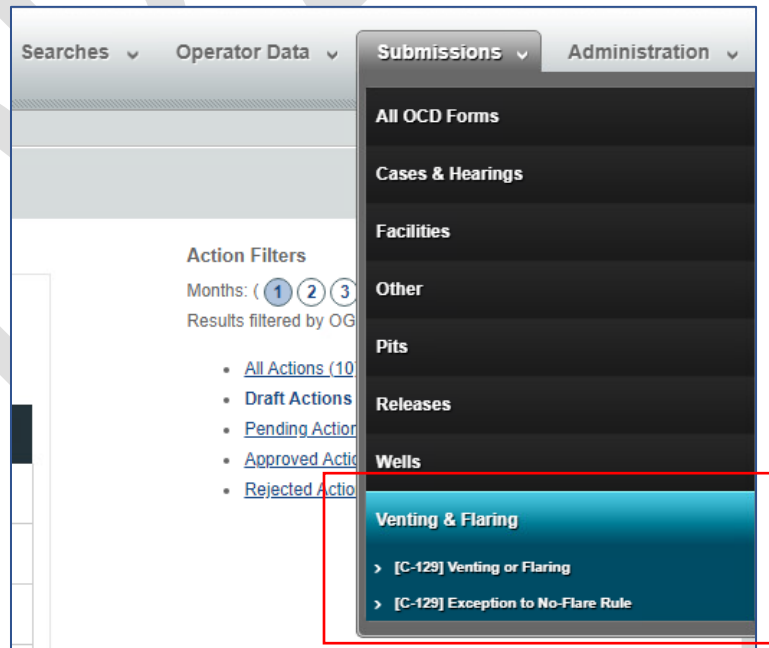 Searches Operator Data Submissions Administration
All OCD Forms
Cases & Hearings
Facilities
Other
Pits
Releases
Wells
Venting & Flaring
> [C-129] Venting or Flaring
> [C-129] Exception to No-Flare Rule
Action Filters
Months: ( 1 2 3
Results filtered by OG
• All Actions (10
• Draft Actions
• Pending Action
• Approved Actio
• Rejected Actio